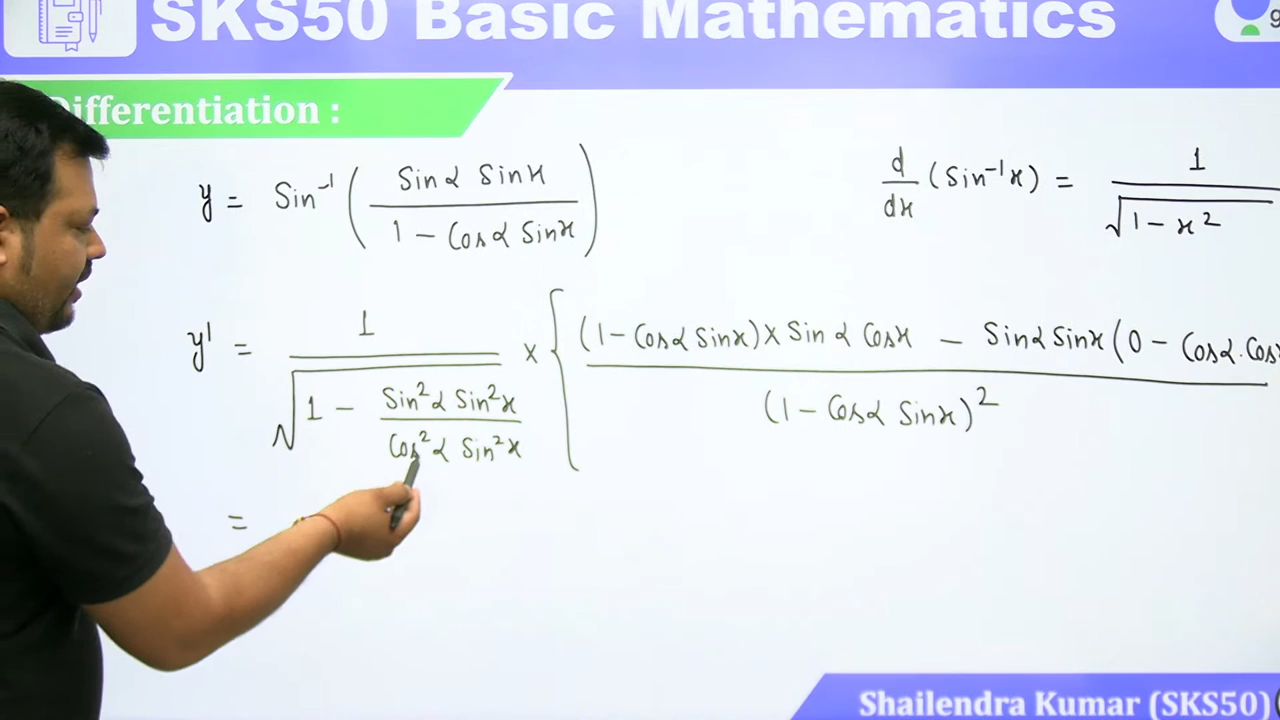 SKS50 Basic Mathematics
Differentiation :
y = Sin⁻¹ ( Sinα Sinx / 1 - Cosα Sinx )
d/dx (Sin⁻¹x) = 1 / √1 - x²
y' = 1 / √1 - Sin²α Sin²x / Cos²α Sin²x × { (1 - Cosα Sinx) × Sinα Cosx - Sinα Sinx (0 - Cosα . Cos / (1 - Cosα Sinx)²
=
Shailendra Kumar (SKS50)